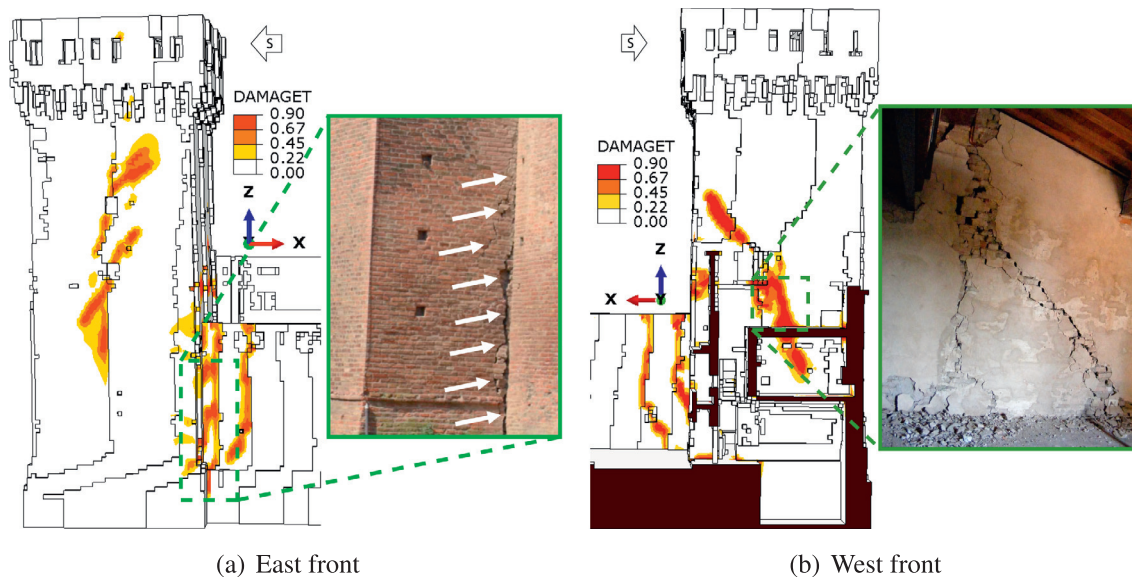 S
DAMAGET
0.90
0.67
0.45
0.22
0.00
Z
X
(a) East front
S
DAMAGET
0.90
0.67
0.45
0.22
0.00
Z
X
Y
(b) West front